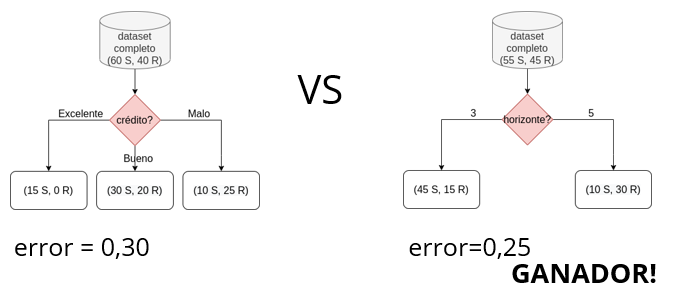 dataset
completo
(60 S, 40 R)
Excelente
crédito?
Malo
Bueno
(15 S, 0 R)
(30 S, 20 R)
(10 S, 25 R)
error = 0,30
VS
dataset
completo
(55 S, 45 R)
3
horizonte?
5
(45 S, 15 R)
(10 S, 30 R)
error=0,25
GANADOR!